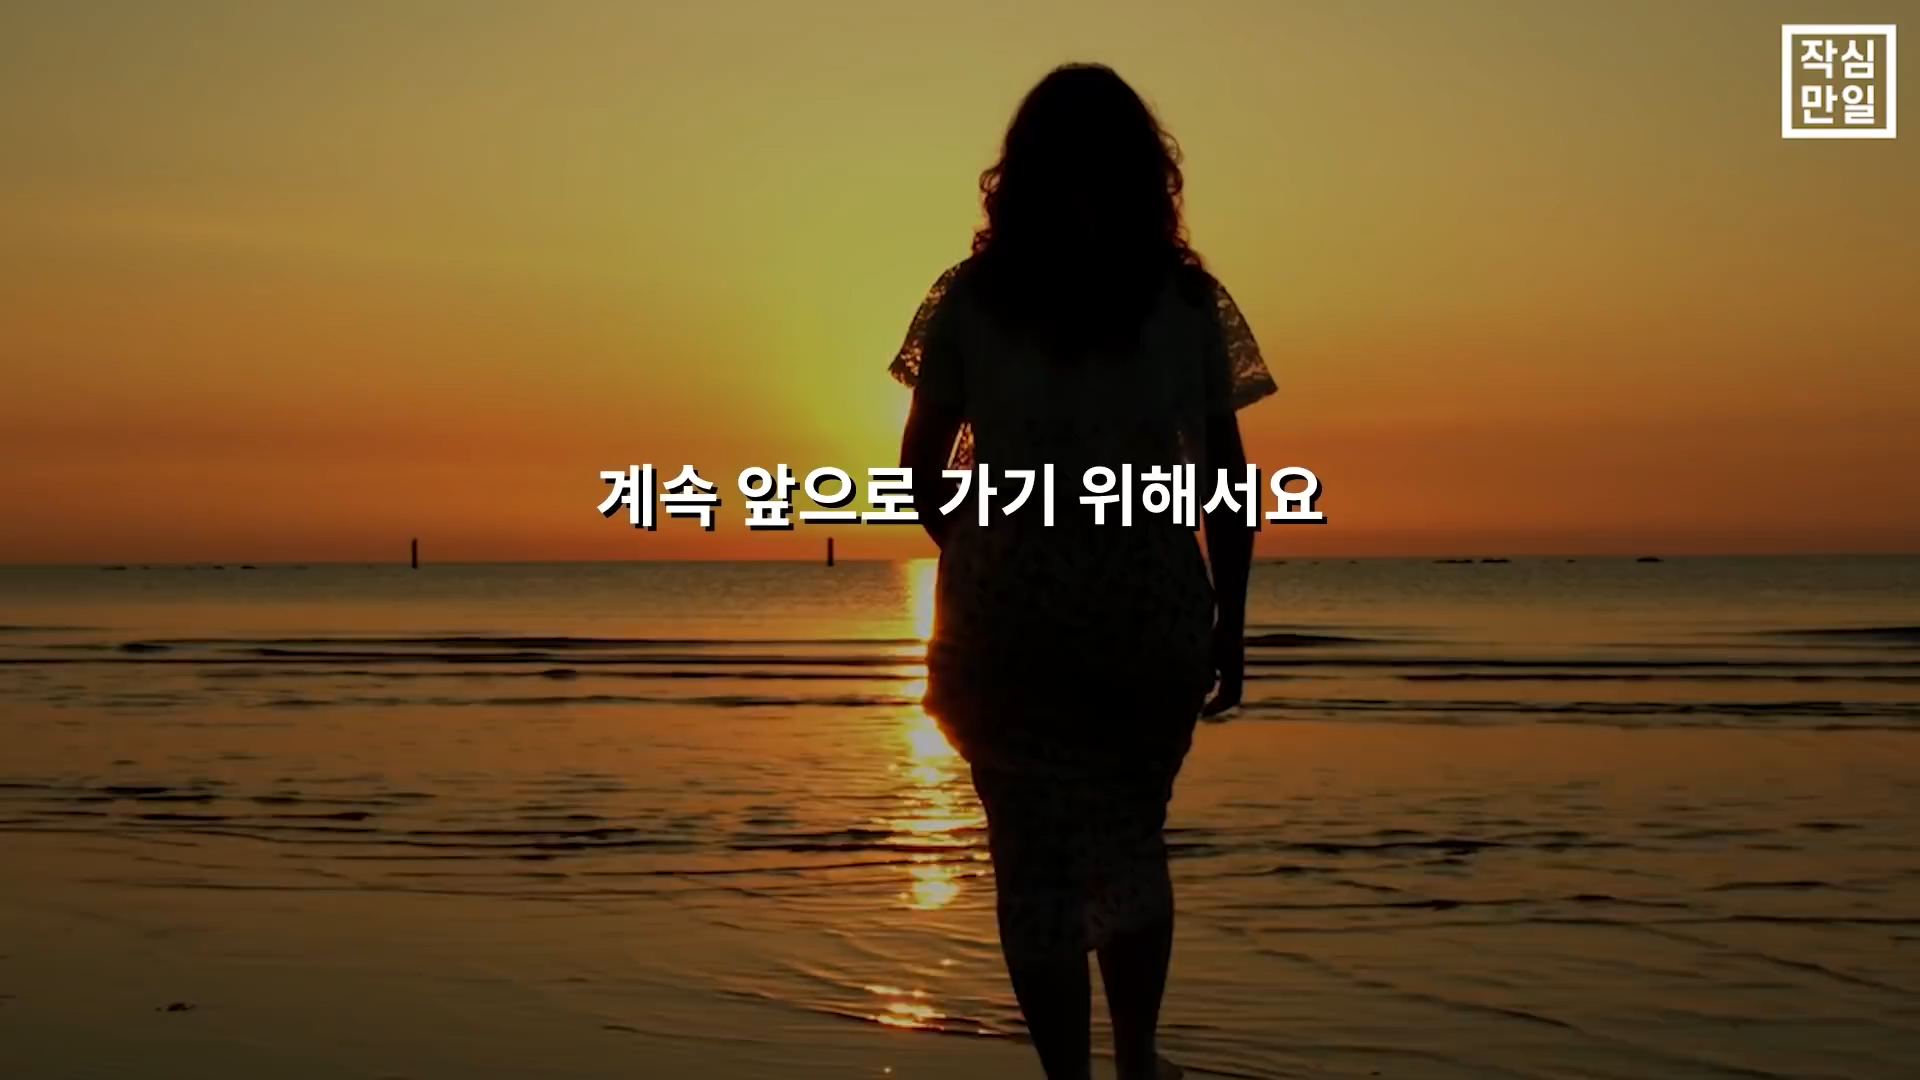 작심
만일
계속 앞으로 가기 위해서요